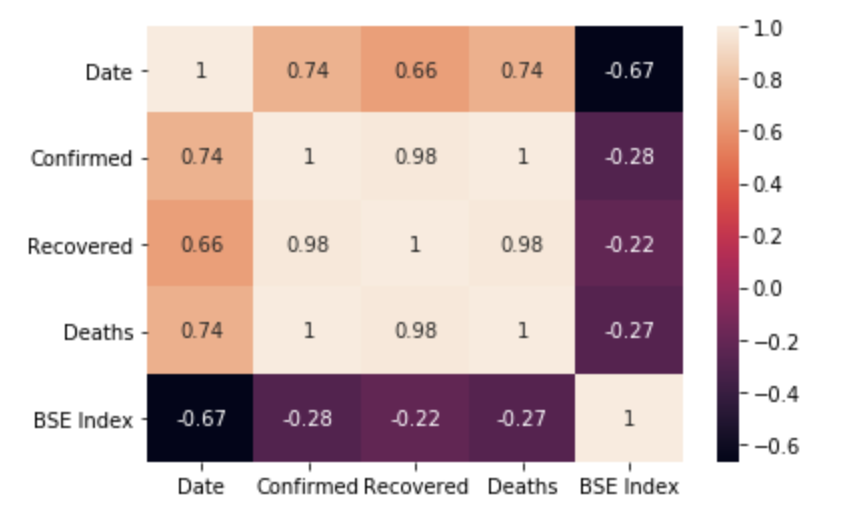 Date 1 0.74 0.66 0.74 -0.67
Confirmed 0.74 1 0.98 1 -0.28
Recovered 0.66 0.98 1 0.98 -0.22
Deaths 0.74 1 0.98 1 -0.27
BSE Index -0.67 -0.28 -0.22 -0.27 1
Date Confirmed Recovered Deaths BSE Index
1.0
0.8
0.6
0.4
0.2
0.0
−0.2
−0.4
−0.6